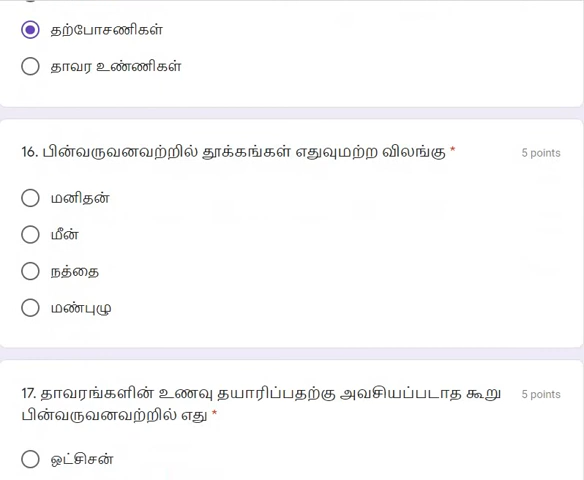 தற்போசணிகள்
தாவர உண்ணிகள்
16. பின்வருவனவற்றில் தூக்கங்கள் எதுவுமற்ற விலங்கு *
5 points
மனிதன்
மீன்
நத்தை
மண்புழு
17. தாவரங்களின் உணவு தயாரிப்பதற்கு அவசியப்படாத கூறு
5 points
பின்வருவனவற்றில் எது *
ஒட்சிசன்